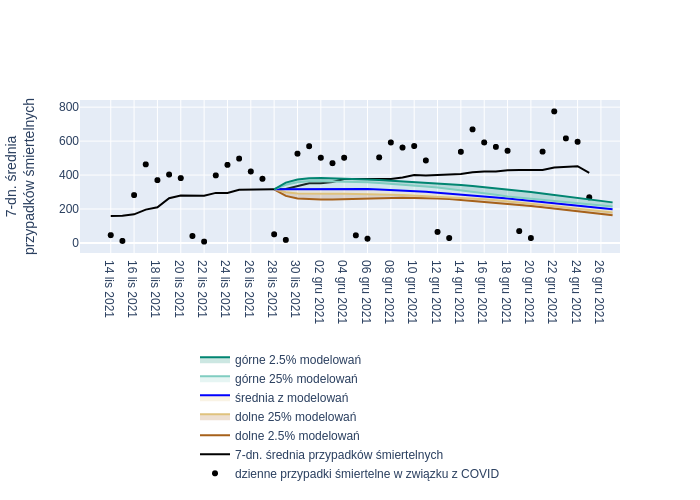 7-dn. średnia
przypadków śmiertelnych
800
600
400
200
0
14 lis 2021
16 lis 2021
18 lis 2021
20 lis 2021
22 lis 2021
24 lis 2021
26 lis 2021
28 lis 2021
30 lis 2021
02 gru 2021
04 gru 2021
06 gru 2021
08 gru 2021
10 gru 2021
12 gru 2021
14 gru 2021
16 gru 2021
18 gru 2021
20 gru 2021
22 gru 2021
24 gru 2021
26 gru 2021
górne 2.5% modelowań
górne 25% modelowań
średnia z modelowań
dolne 25% modelowań
dolne 2.5% modelowań
7-dn. średnia przypadków śmiertelnych
dzienne przypadki śmiertelne w związku z COVID